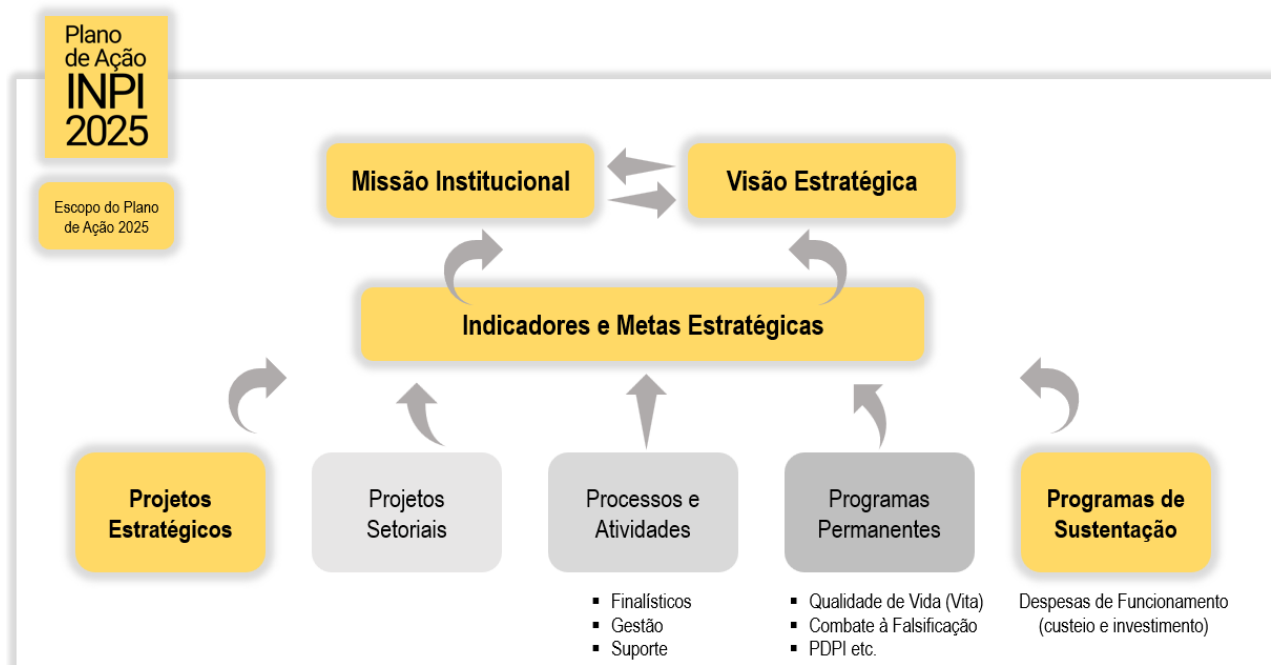 Plano
de Ação
INPI
2025
Escopo do Plano
de Ação 2025
Missão Institucional
Visão Estratégica
Indicadores e Metas Estratégicas
Projetos
Estratégicos
Projetos
Setoriais
Processos e
Atividades
Programas
Permanentes
Programas de
Sustentação
▪ Finalísticos
▪ Gestão
▪ Suporte
▪ Qualidade de Vida (Vita)
▪ Combate à Falsificação
▪ PDPI etc.
Despesas de Funcionamento
(custeio e investimento)